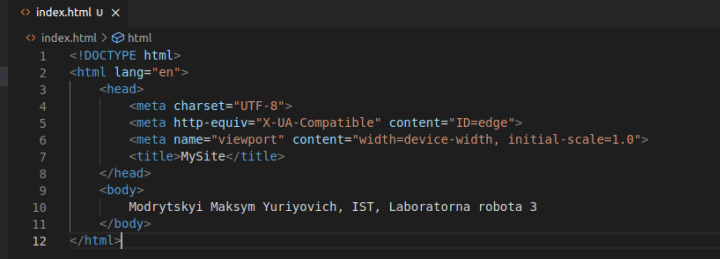 index.html U ×
index.html > html
1 <!DOCTYPE html>
2 <html lang="en">
3 <head>
4 <meta charset="UTF-8">
5 <meta http-equiv="X-UA-Compatible" content="ID=edge">
6 <meta name="viewport" content="width=device-width, initial-scale=1.0">
7 <title>MySite</title>
8 </head>
9 <body>
10 Modrytskyi Maksym Yuriyovich, IST, Laboratorna robota 3
11 </body>
12 </html>